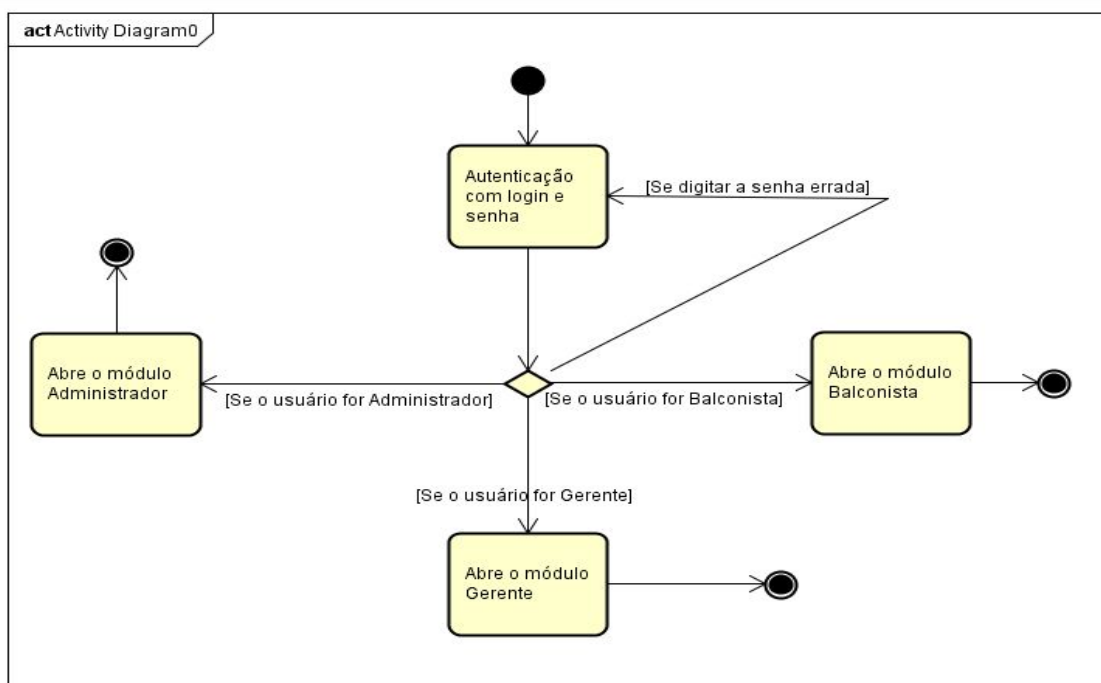 act Activity Diagram0
Autenticação
com login e
senha
[Se digitar a senha errada]
Abre o módulo
Administrador
[Se o usuário for Administrador]
[Se o usuário for Balconista]
Abre o módulo
Balconista
[Se o usuário for Gerente]
Abre o módulo
Gerente